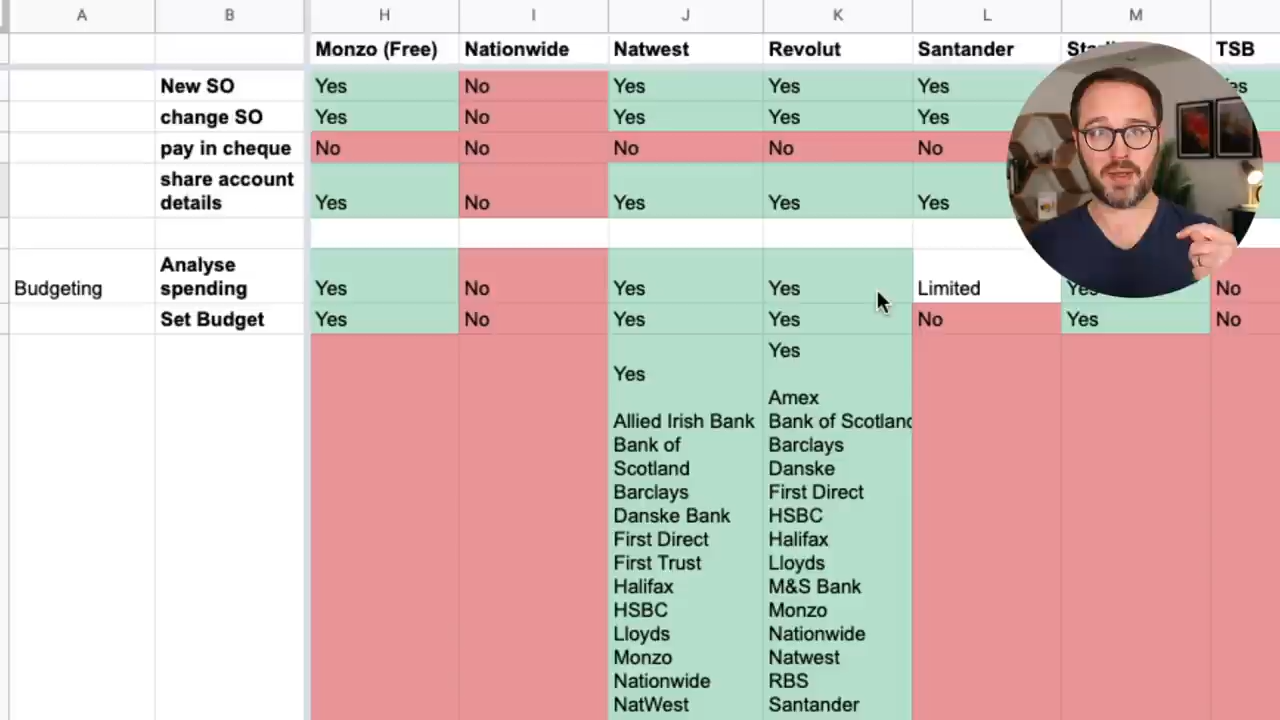 A B H I J K L M
Monzo (Free) Nationwide Natwest Revolut Santander TSB
New SO Yes No Yes Yes Yes
change SO Yes No Yes Yes Yes
pay in cheque No No No No No
share account
details Yes No Yes Yes Yes
Analyse
Budgeting spending Yes No Yes Yes Limited Yes No
Set Budget Yes No Yes Yes No Yes No
Yes
Yes
Amex
Allied Irish Bank Bank of Scotland
Bank of Barclays
Scotland Danske
Barclays First Direct
Danske Bank HSBC
First Direct Halifax
First Trust Lloyds
Halifax M&S Bank
HSBC Monzo
Lloyds Nationwide
Monzo Natwest
Nationwide RBS
NatWest Santander